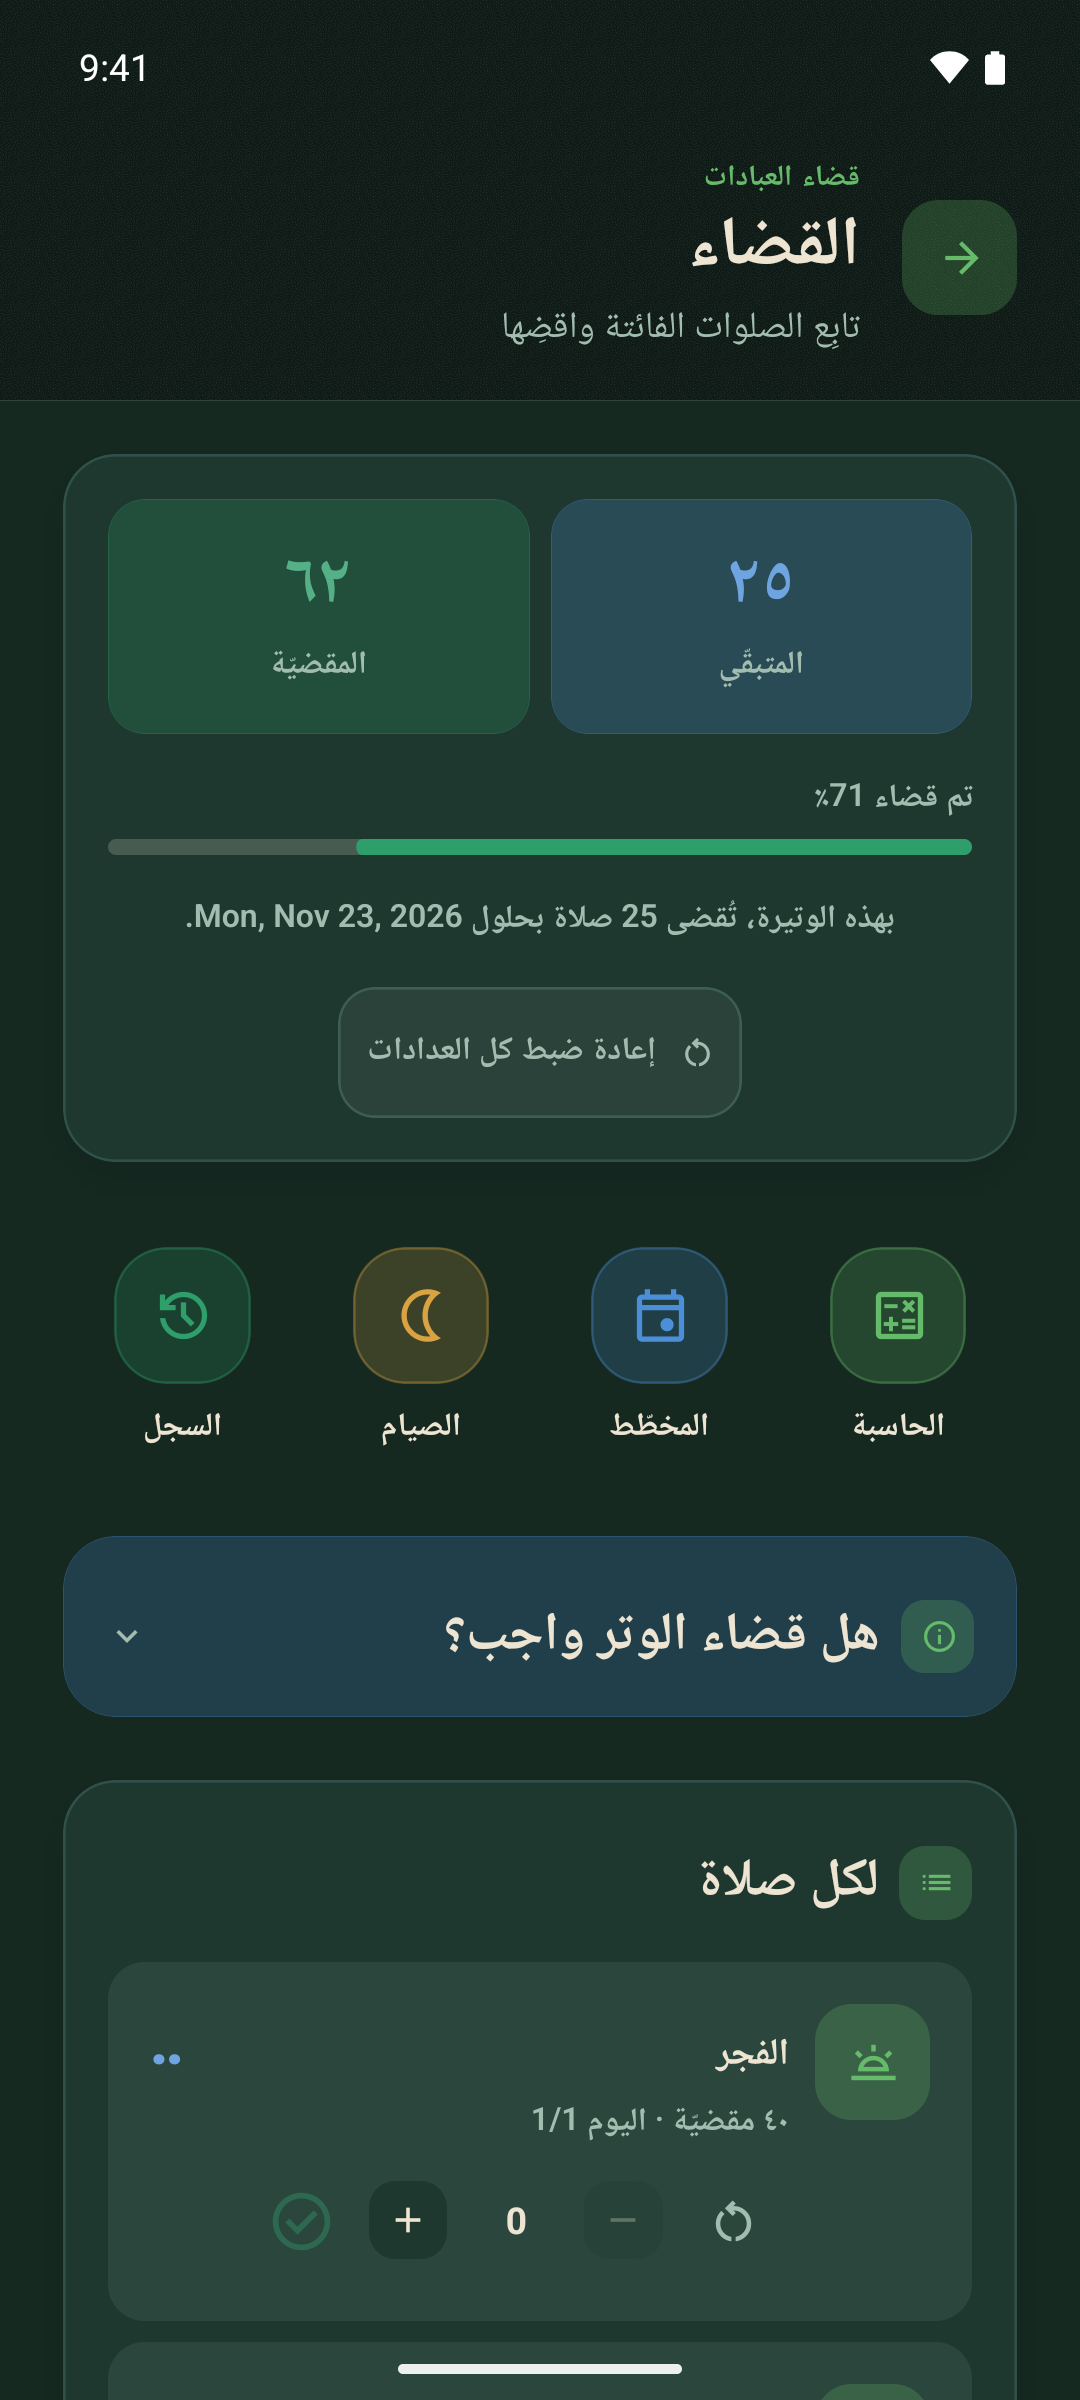 9:41
قضاء العبادات
القضاء
تابِع الصلوات الفائتة واقضِها
٢٥
المتبقّي
٦٢
المقضيّة
تم قضاء 71٪
بهذه الوتيرة، تُقضى 25 صلاة بحلول Mon, Nov 23, 2026.
إعادة ضبط كل العدادات
الحاسبة
المخطّط
الصيام
السجل
هل قضاء الوتر واجب؟
لكل صلاة
الفجر
٤٠ مقضيّة · اليوم 1/1
0